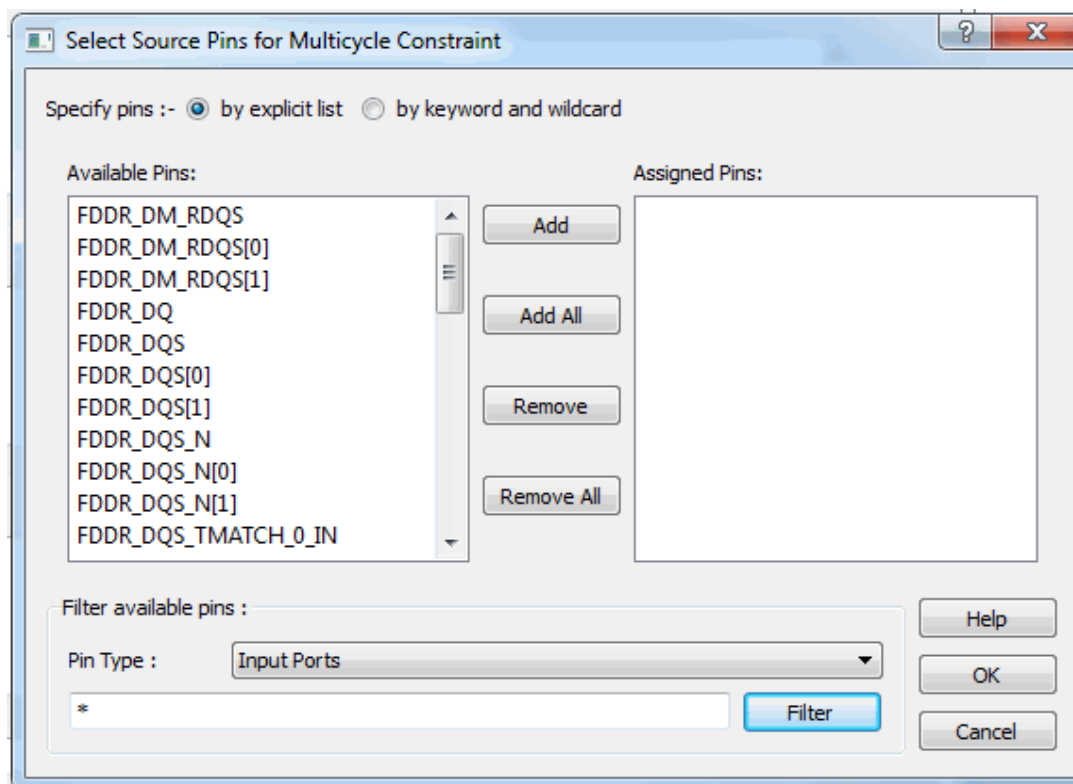 Select Source Pins for Multicycle Constraint
?
X
Specify pins :- by explicit list by keyword and wildcard
Available Pins:
Assigned Pins:
FDDR_DM_RDQS
FDDR_DM_RDQS[0]
FDDR_DM_RDQS[1]
FDDR_DQ
FDDR_DQS
FDDR_DQS[0]
FDDR_DQS[1]
FDDR_DQS_N
FDDR_DQS_N[0]
FDDR_DQS_N[1]
FDDR_DQS_TMATCH_0_IN
Add
Add All
Remove
Remove All
Filter available pins :
Pin Type : Input Ports
*
Filter
Help
OK
Cancel